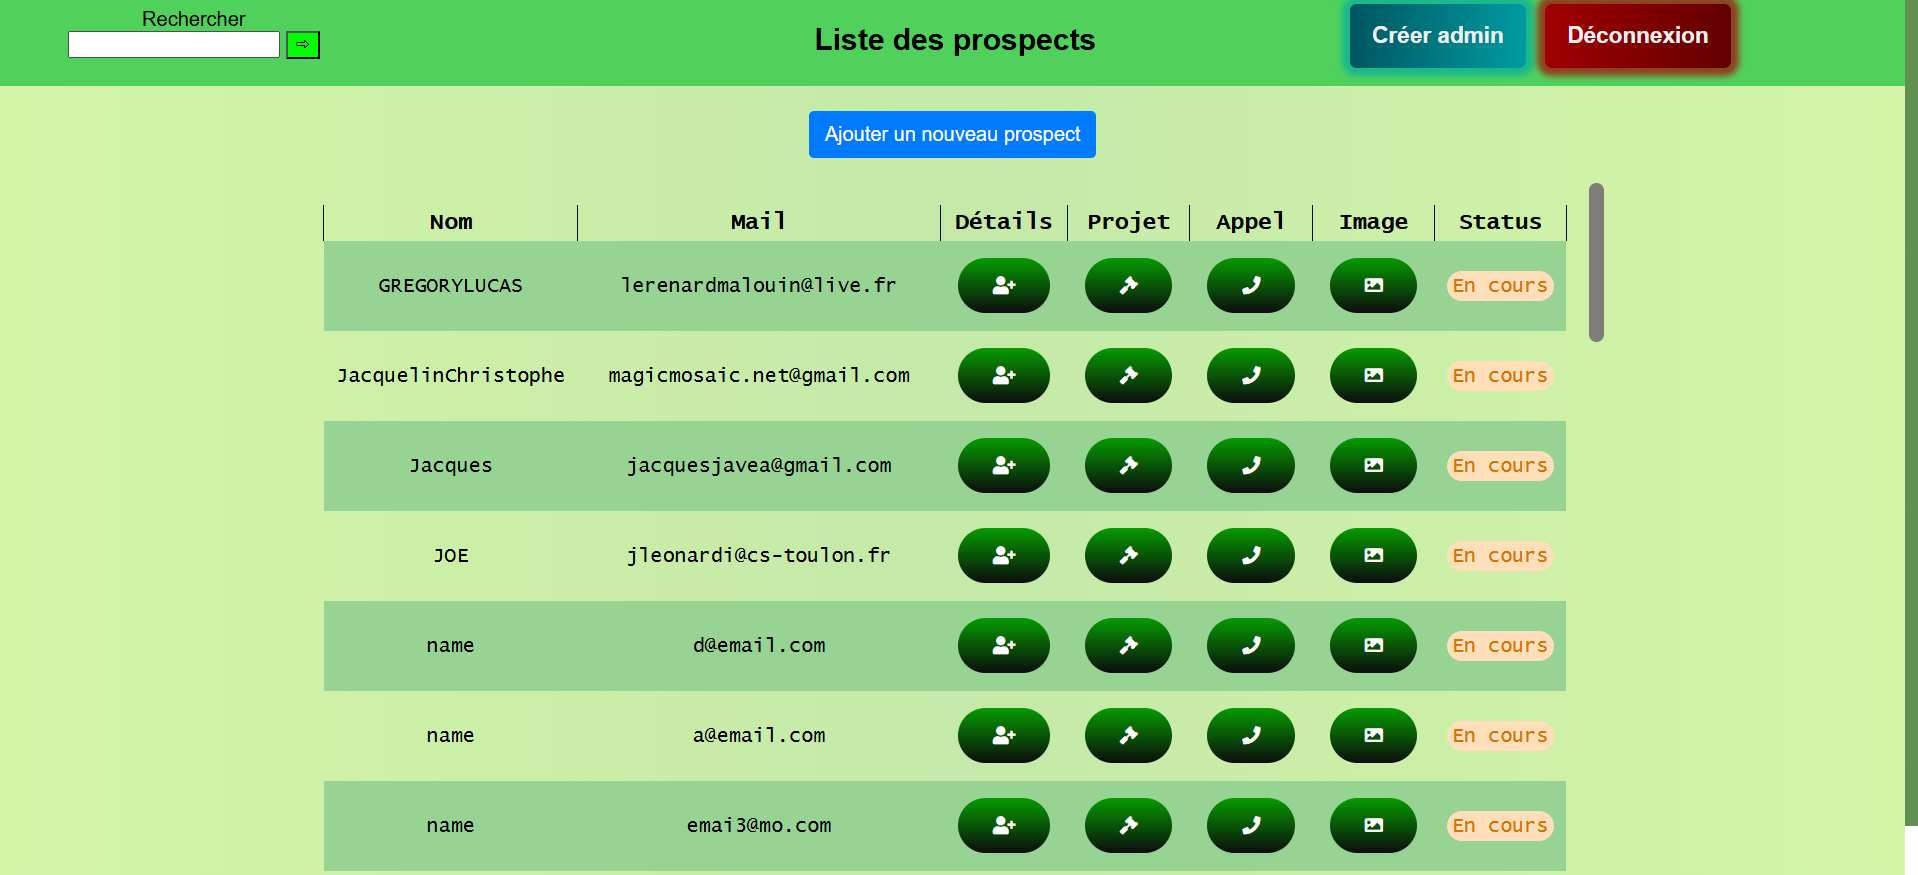 Rechercher
⇨
Liste des prospects
Créer admin
Déconnexion
Ajouter un nouveau prospect
Nom Mail Détails Projet Appel Image Status
GREGORYLUCAS lerenardmalouin@live.fr En cours
JacquelinChristophe magicmosaic.net@gmail.com En cours
Jacques jacquesjavea@gmail.com En cours
JOE jleonardi@cs-toulon.fr En cours
name d@email.com En cours
name a@email.com En cours
name emai3@mo.com En cours